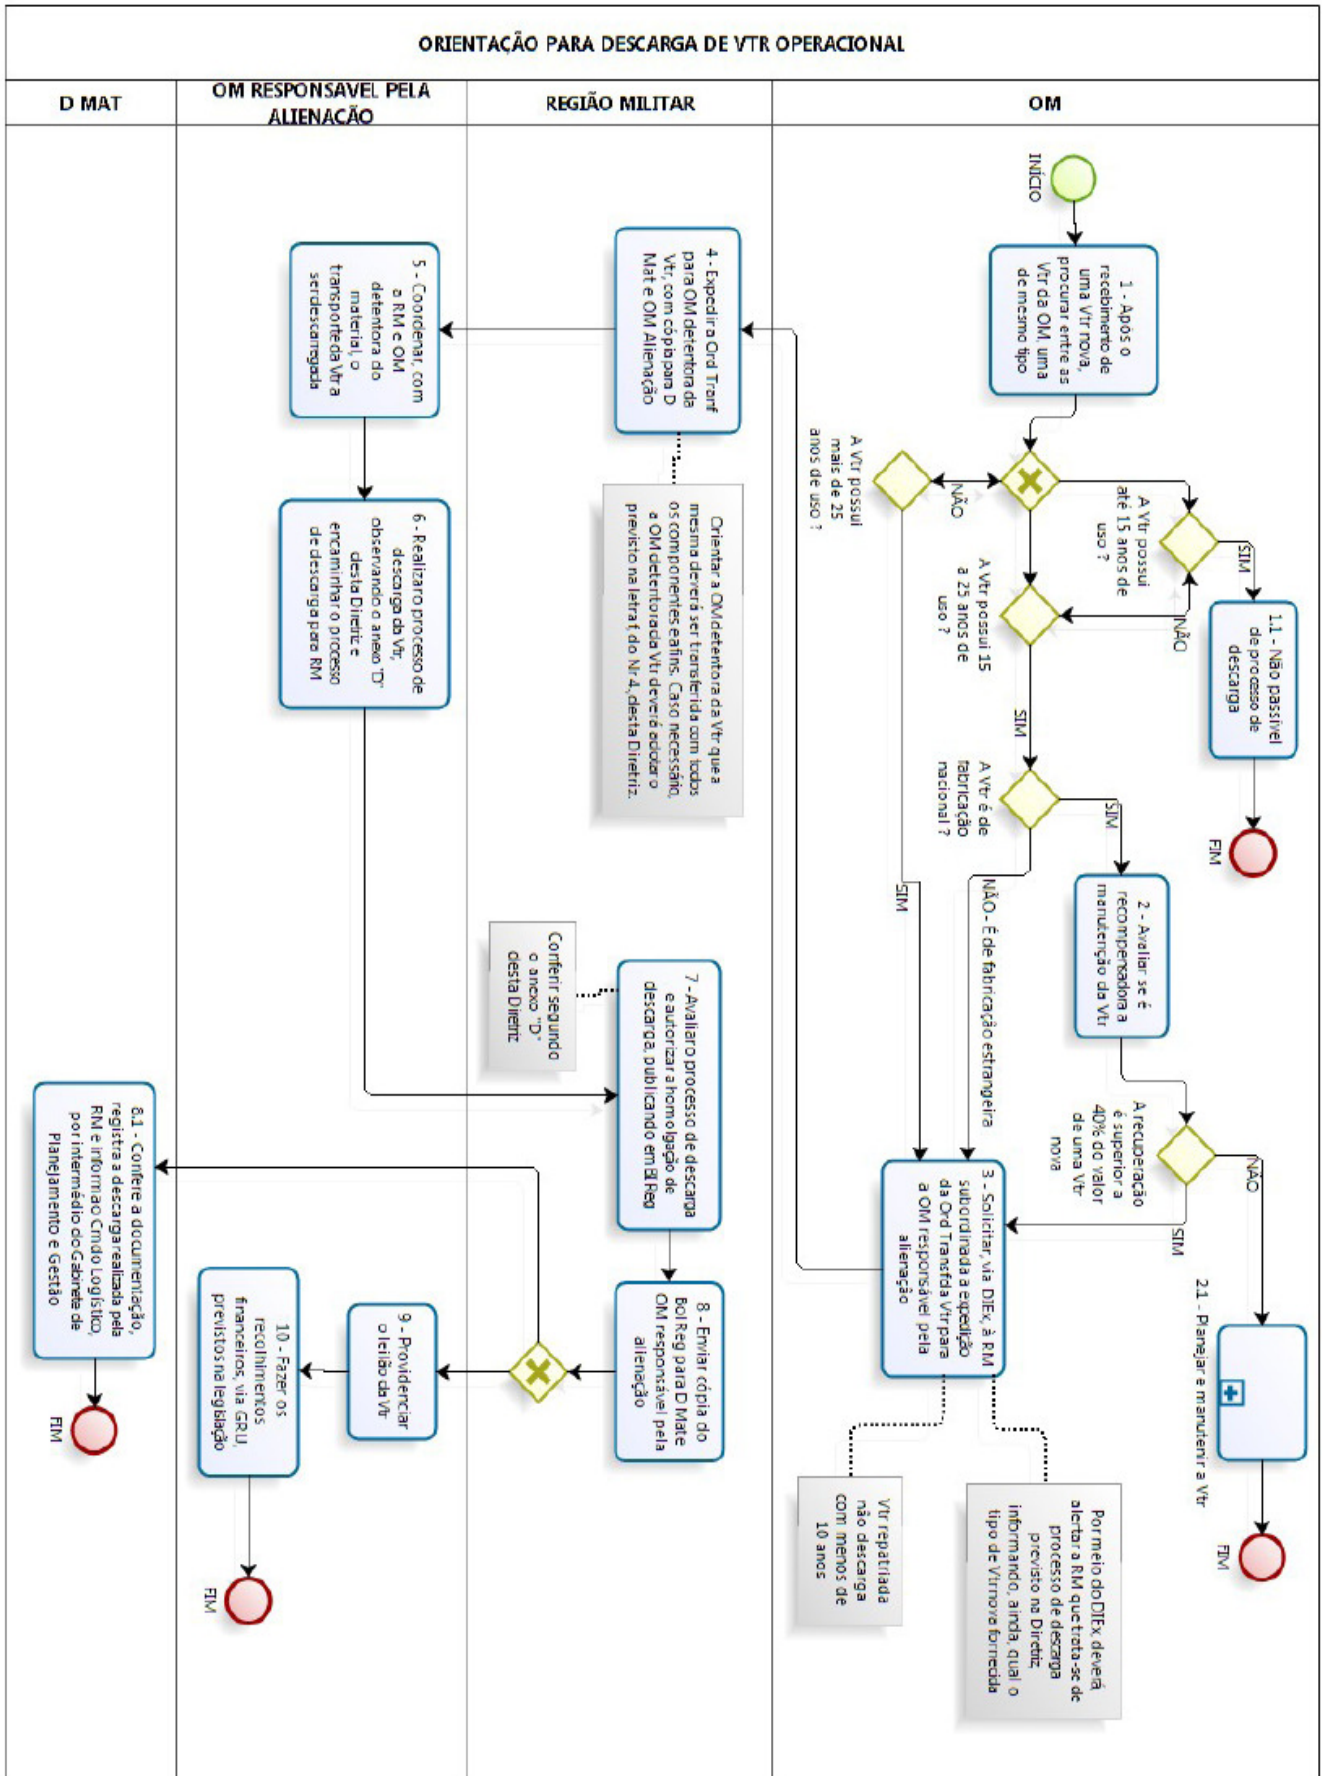 ORIENTAÇÃO PARA DESCARGA DE VTR OPERACIONAL
D MAT
OM RESPONSAVEL PELA
ALIENAÇÃO
REGIÃO MILITAR
OM
INÍCIO
1 - Após o
recebimento de
uma Vtr nova,
procurar entre as
Vtr da OM, uma
de mesmo tipo
A Vtr possui
até 15 anos de
uso ?
SIM
NÃO
1.1 - Não passível
de processo de
descarga
FIM
A Vtr possui 15
a 25 anos de
uso ?
SIM
NÃO
A Vtr possui
mais de 25
anos de uso ?
SIM
A Vtr é de
fabricação
nacional ?
SIM
NÃO - É de fabricação estrangeira
2 - Avaliar se é
recompensadora a
manutenção da Vtr
A recuperação
é superior a
40% do valor
de uma Vtr
nova
NÃO
SIM
2.1 - Planejar e manutenir a Vtr
FIM
3 - Solicitar, via DIEx, à RM
subordinada a expedição
da Ord Transf da Vtr para
a OM responsável pela
alienação
Por meio do DIEx, deverá
alertar a RM que trata-se de
processo de descarga
previsto na Diretriz,
informando, ainda, qual o
tipo de Vtr nova fornecida
Vtr repatriada
não descarga
com menos de
10 anos
4 - Expedir a Ord Tranf
para OM detentora da
Vtr, com cópia para D
Mat e OM Alienação
Orientar a OM detentora da Vtr que a
mesma deverá ser transferida com todos
os componentes e afins. Caso necessário,
a OM detentora da Vtr deverá adotar o
previsto na letra f, do Nr 4, desta Diretriz.
5 - Coordenar, com
a RM e OM
detentora do
material, o
transporte da Vtr a
ser descarregada
6 - Realizar o processo de
descarga da Vtr,
observando o anexo "D"
desta Diretriz e
encaminhar o processo
de descarga para RM
7 - Avaliar o processo de descarga
e autorizar a homolgação de
descarga, publicando em BI Reg
Conferir segundo
o anexo "D"
desta Diretriz
8 - Enviar cópia do
Bol Reg para D Mat e
OM responsável pela
alienação
8.1 - Confere a documentação,
registra a descarga realizada pela
RM e informa o Cmdo Logístico,
por intermédio do Gabinete de
Planejamento e Gestão
FIM
9 - Providenciar
o leilão da Vtr
10 - Fazer os
recolhimentos
financeiros, via GRU,
previstos na legislação
FIM